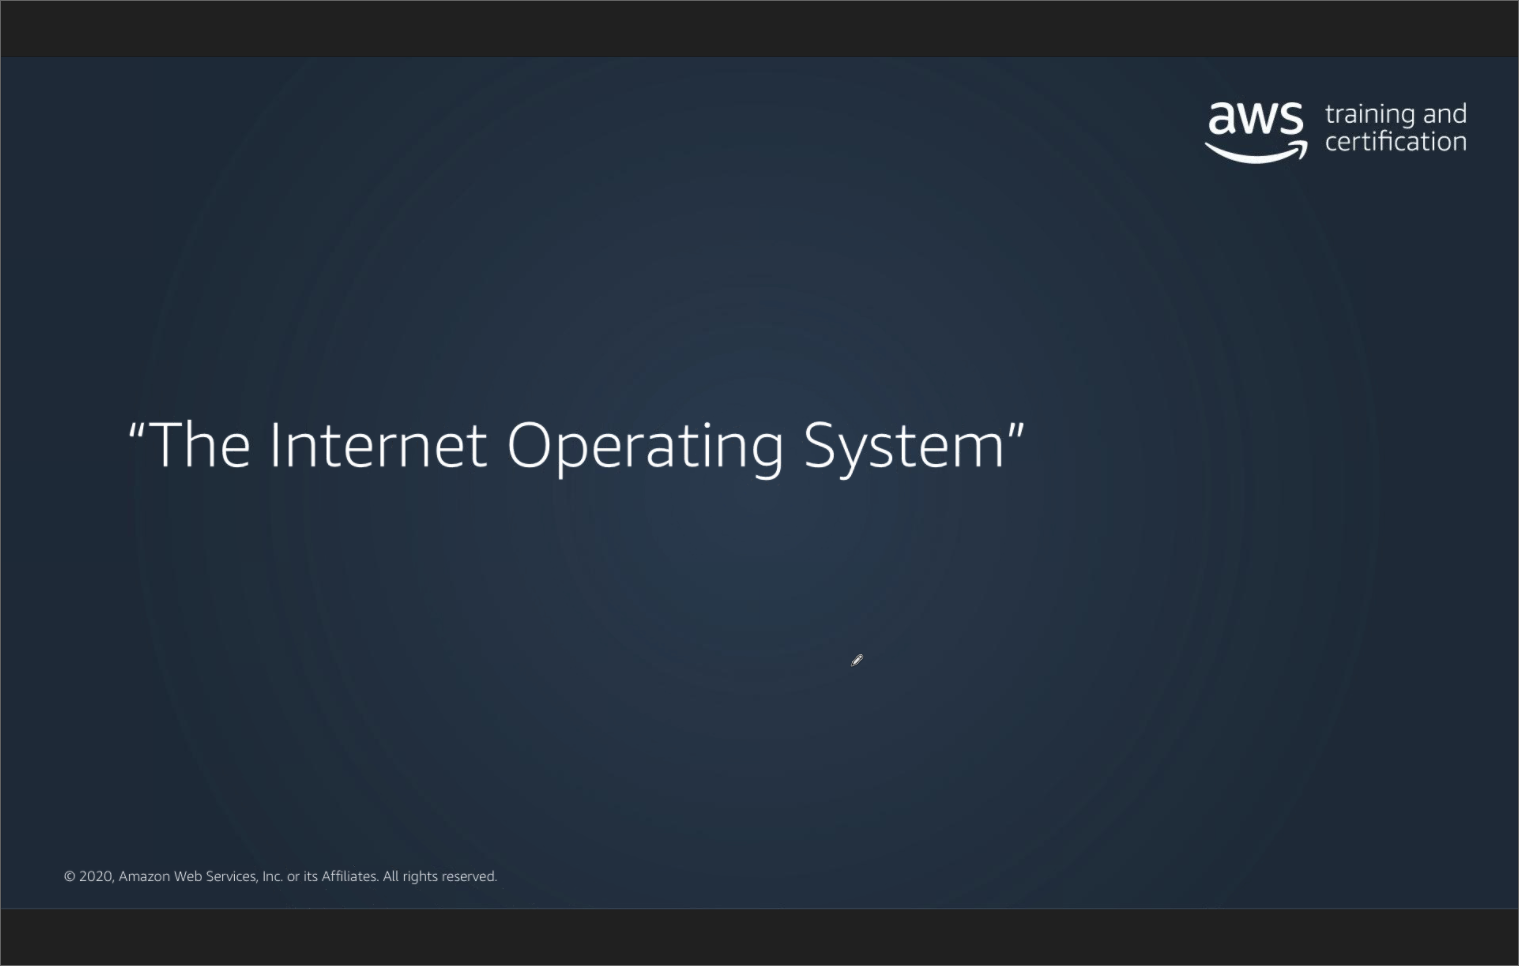 aws training and
certification
“The Internet Operating System”
© 2020, Amazon Web Services, Inc. or its Affiliates. All rights reserved.